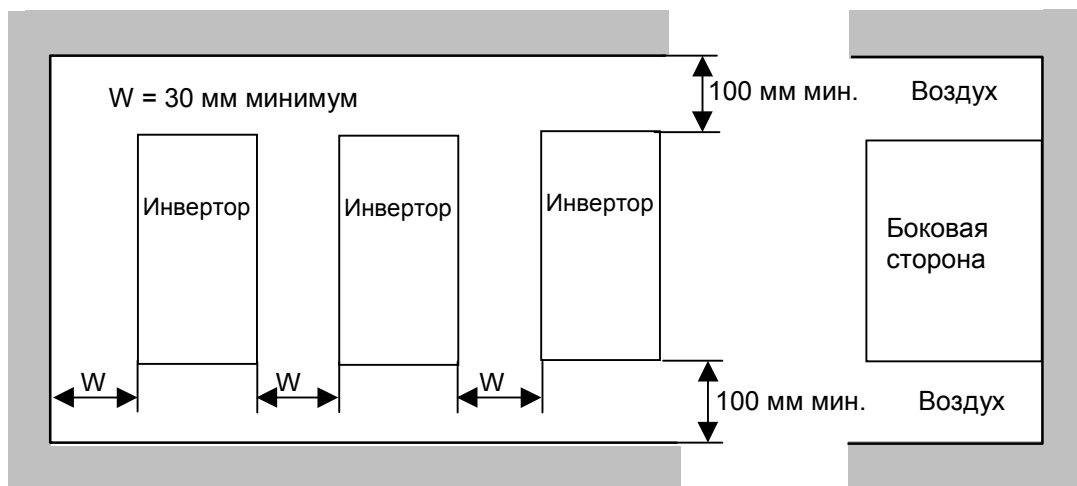 W = 30 мм минимум
100 мм мин.
Воздух
Инвертор
Инвертор
Инвертор
Боковая
сторона
W
W
W
100 мм мин.
Воздух